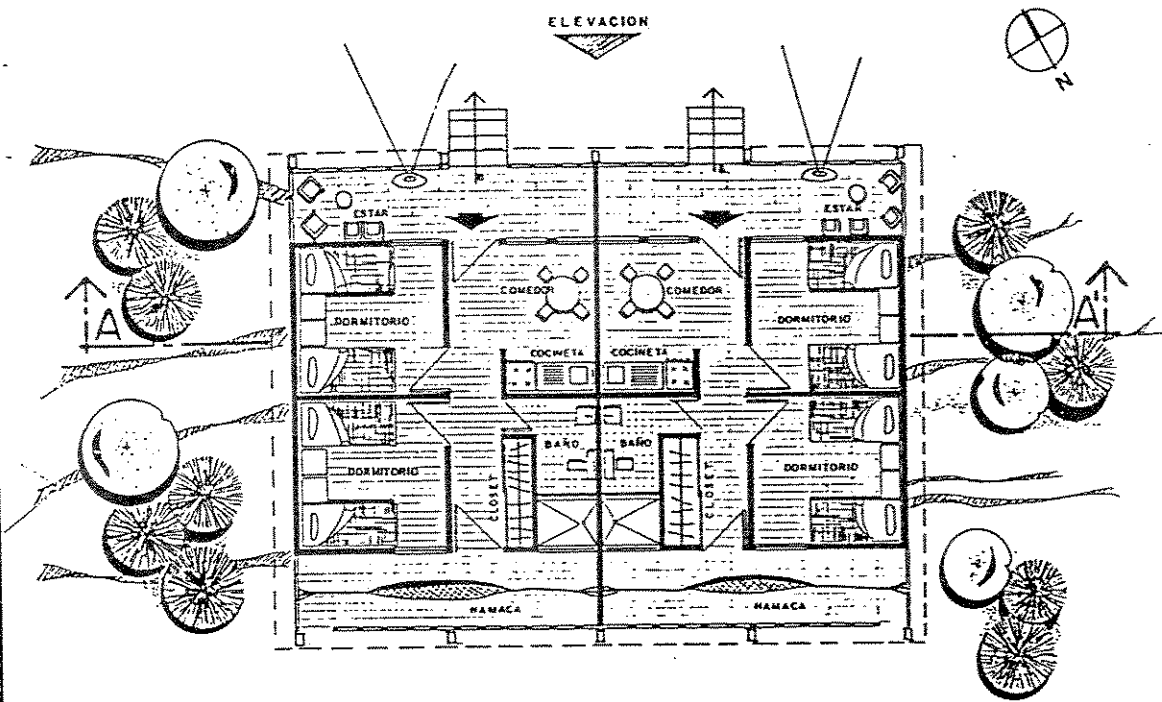 ELEVACION
N
ESTAR
ESTAR
COMEDOR
COMEDOR
A
DORMITORIO
DORMITORIO
A'
COCINETA
COCINETA
BAÑO
BAÑO
DORMITORIO
DORMITORIO
CLOSET
CLOSET
HAMACA
HAMACA